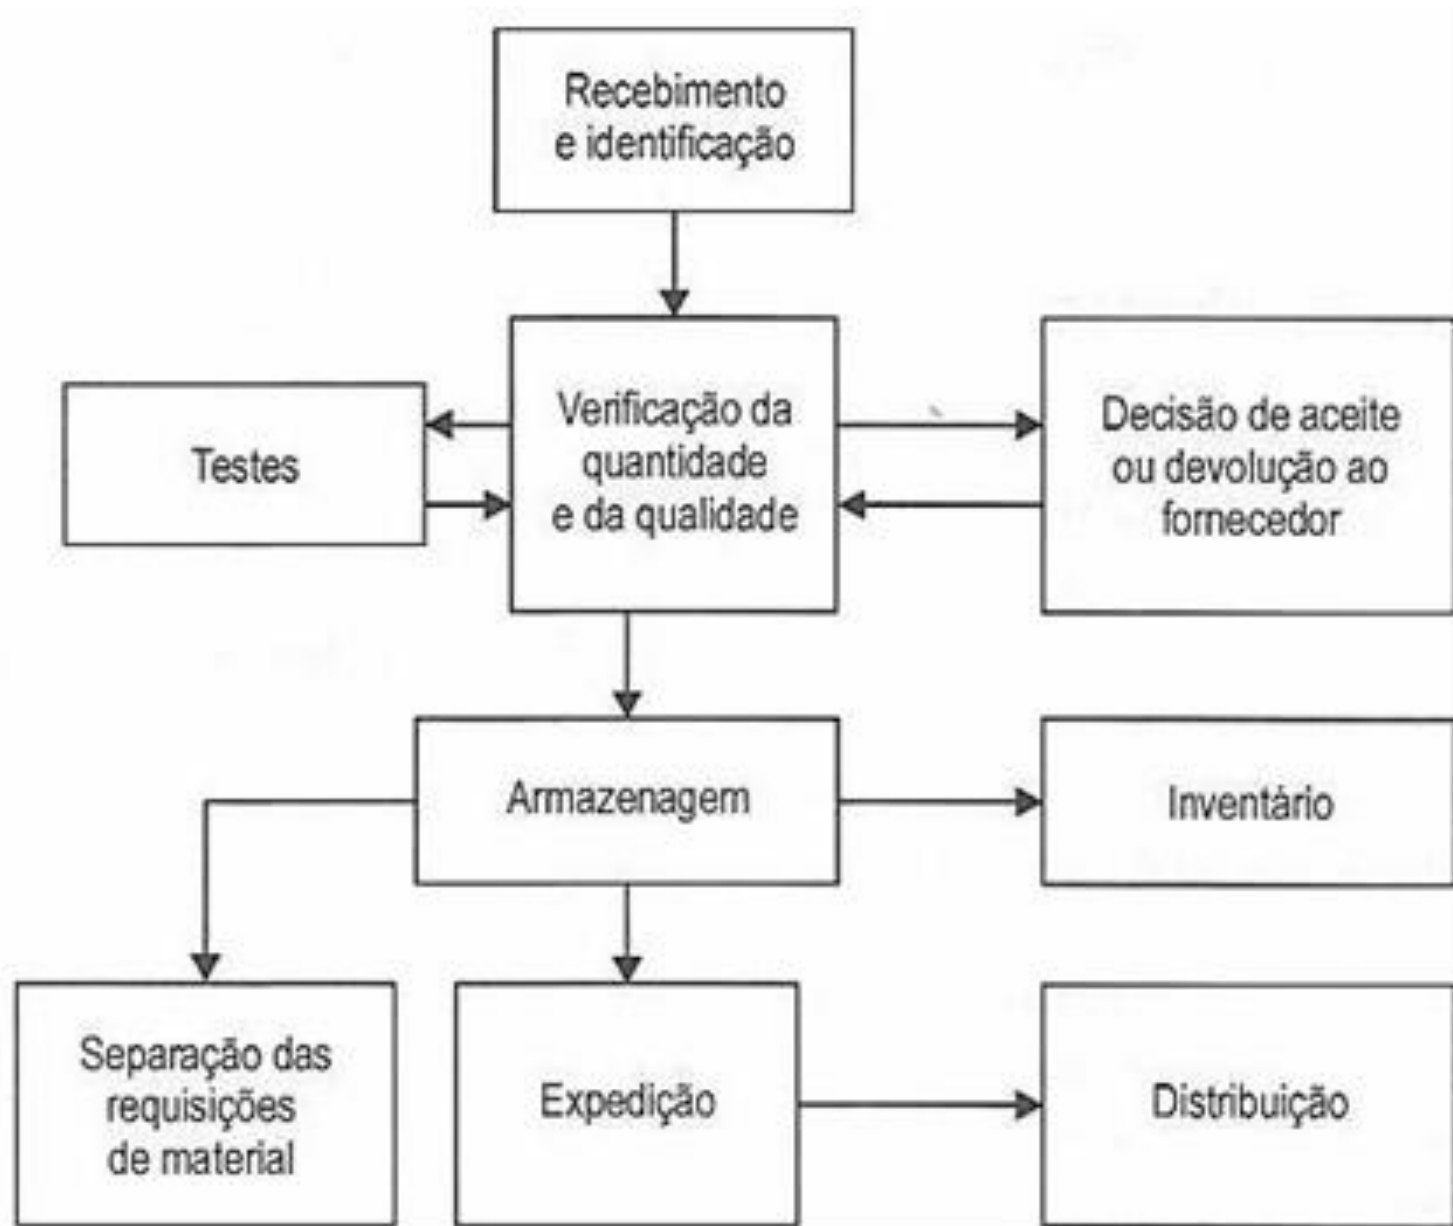 Recebimento
e identificação
Testes
Verificação da
quantidade
e da qualidade
Decisão de aceite
ou devolução ao
fornecedor
Armazenagem
Inventário
Separação das
requisições
de material
Expedição
Distribuição